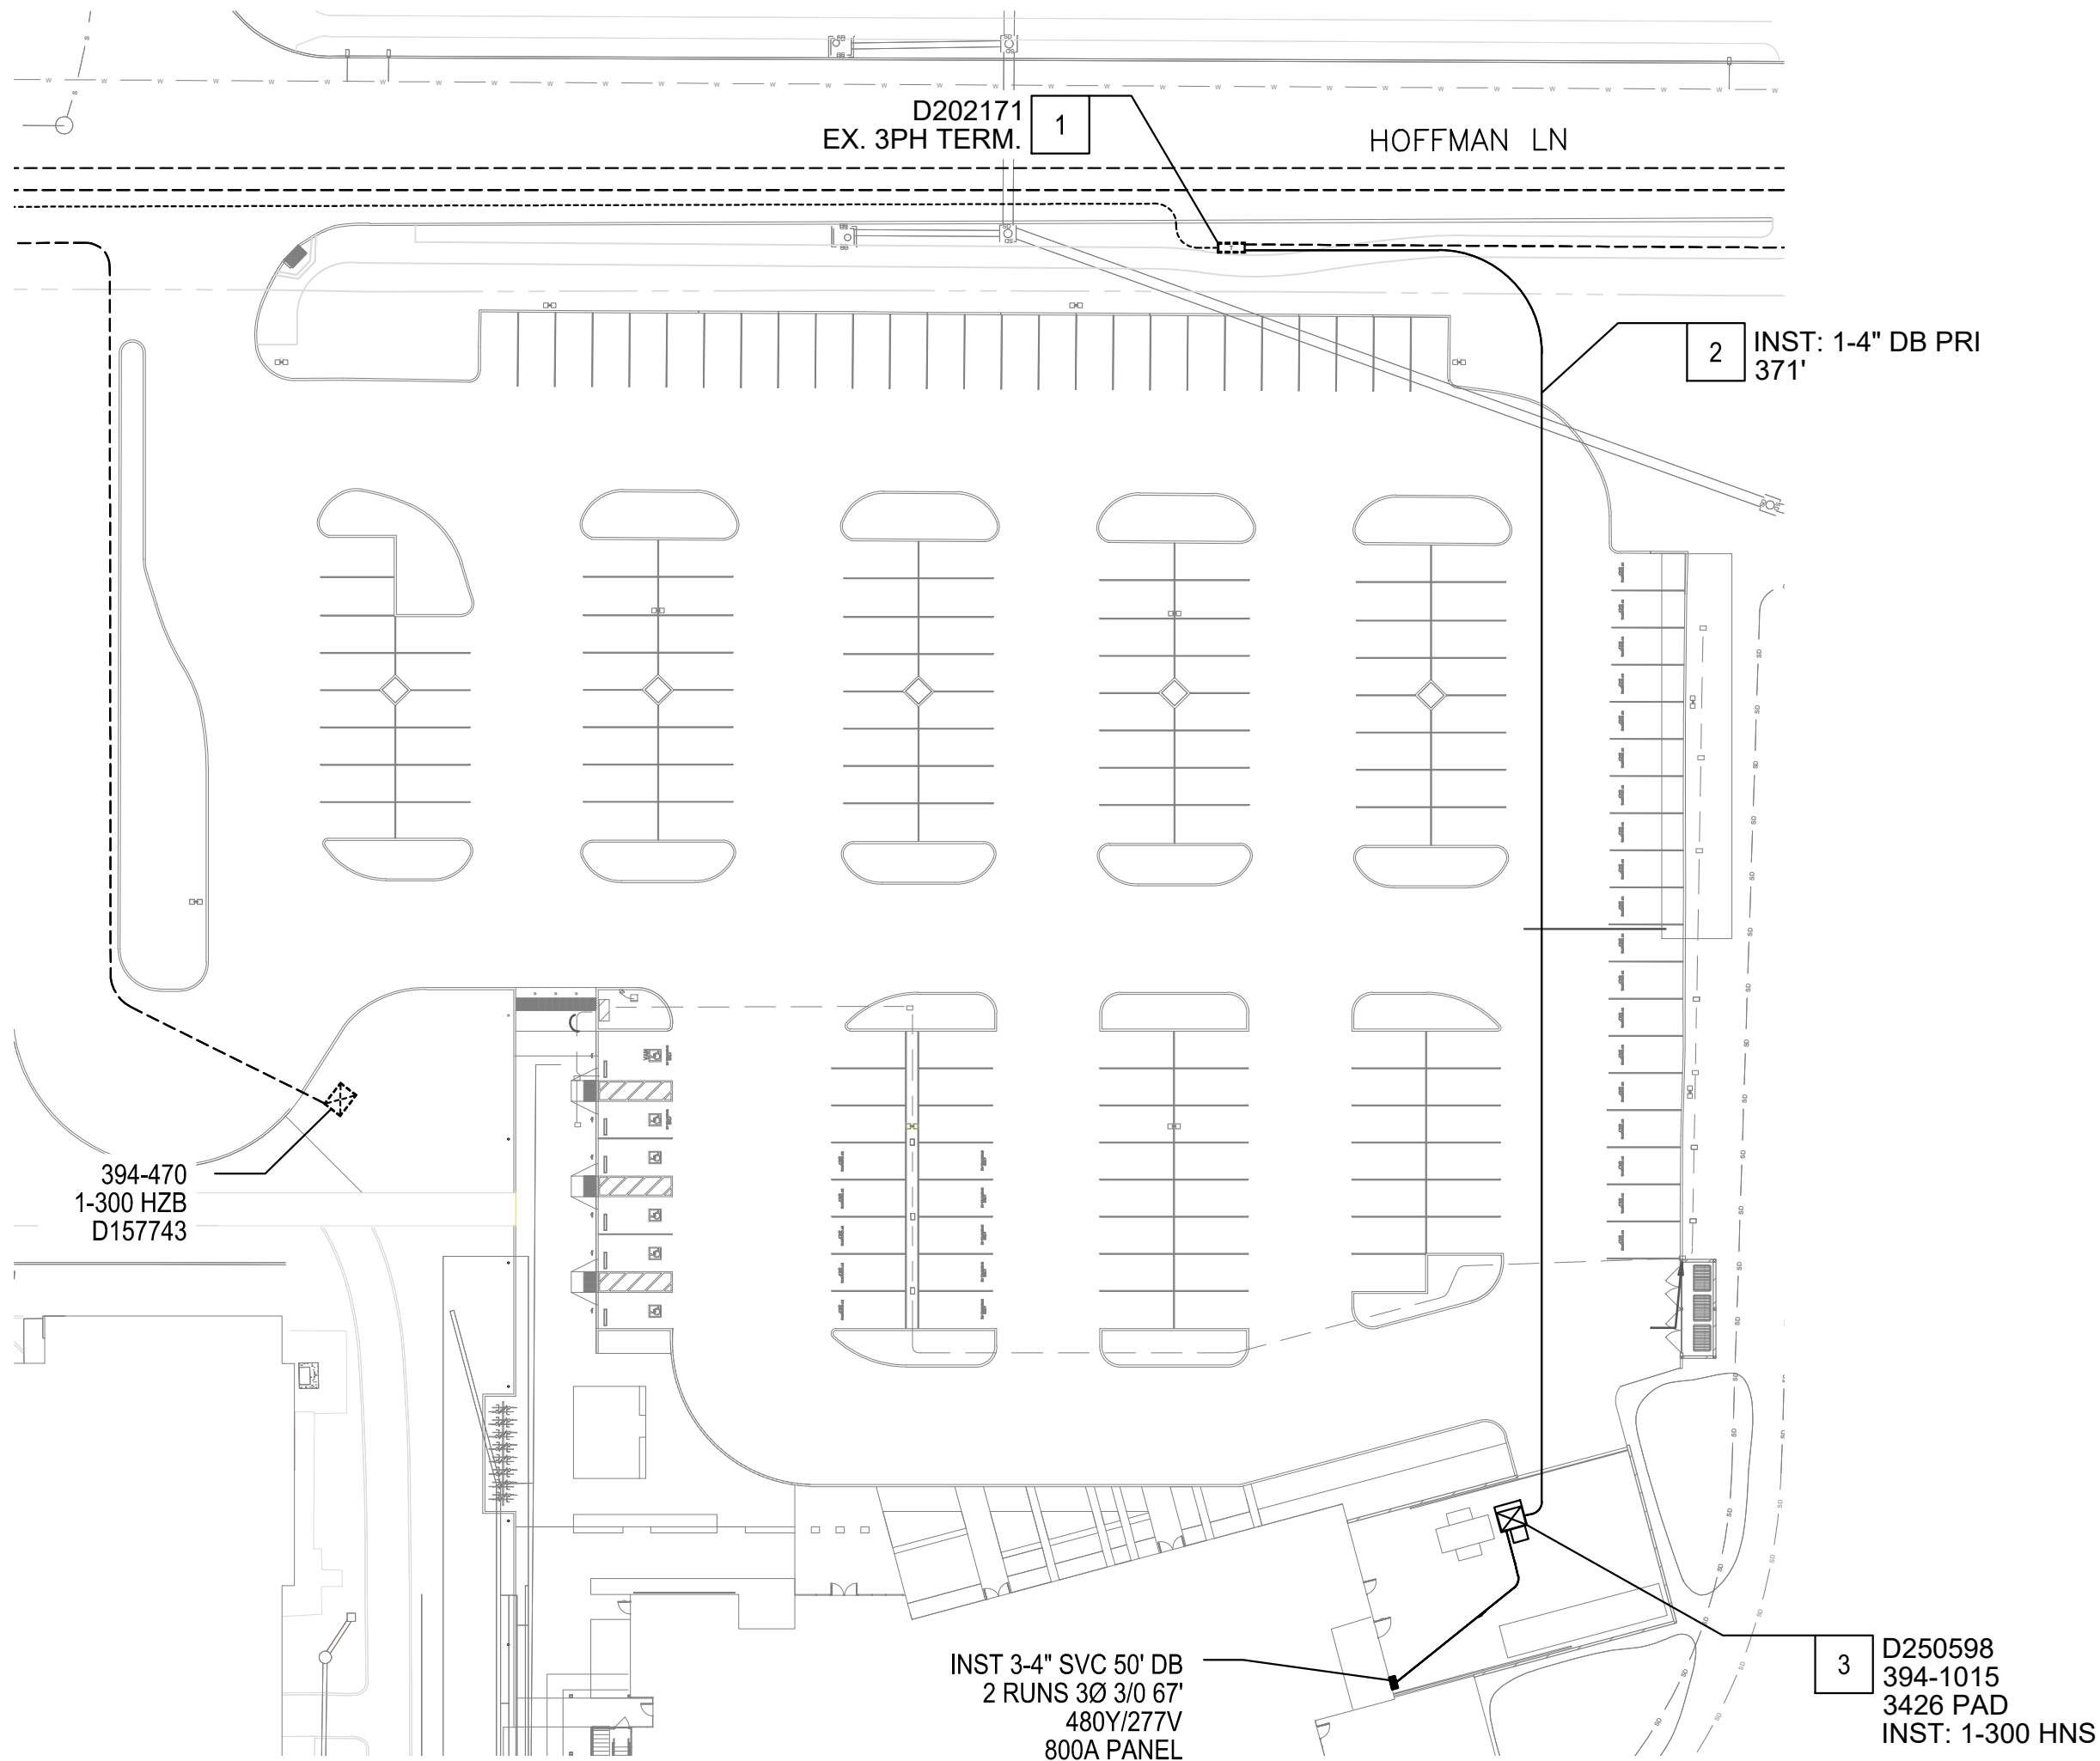 D202171
EX. 3PH TERM.
1
HOFFMAN LN
2
INST: 1-4" DB PRI
371'
394-470
1-300 HZB
D157743
INST 3-4" SVC 50' DB
2 RUNS 3Ø 3/0 67'
480Y/277V
800A PANEL
3
D250598
394-1015
3426 PAD
INST: 1-300 HNS